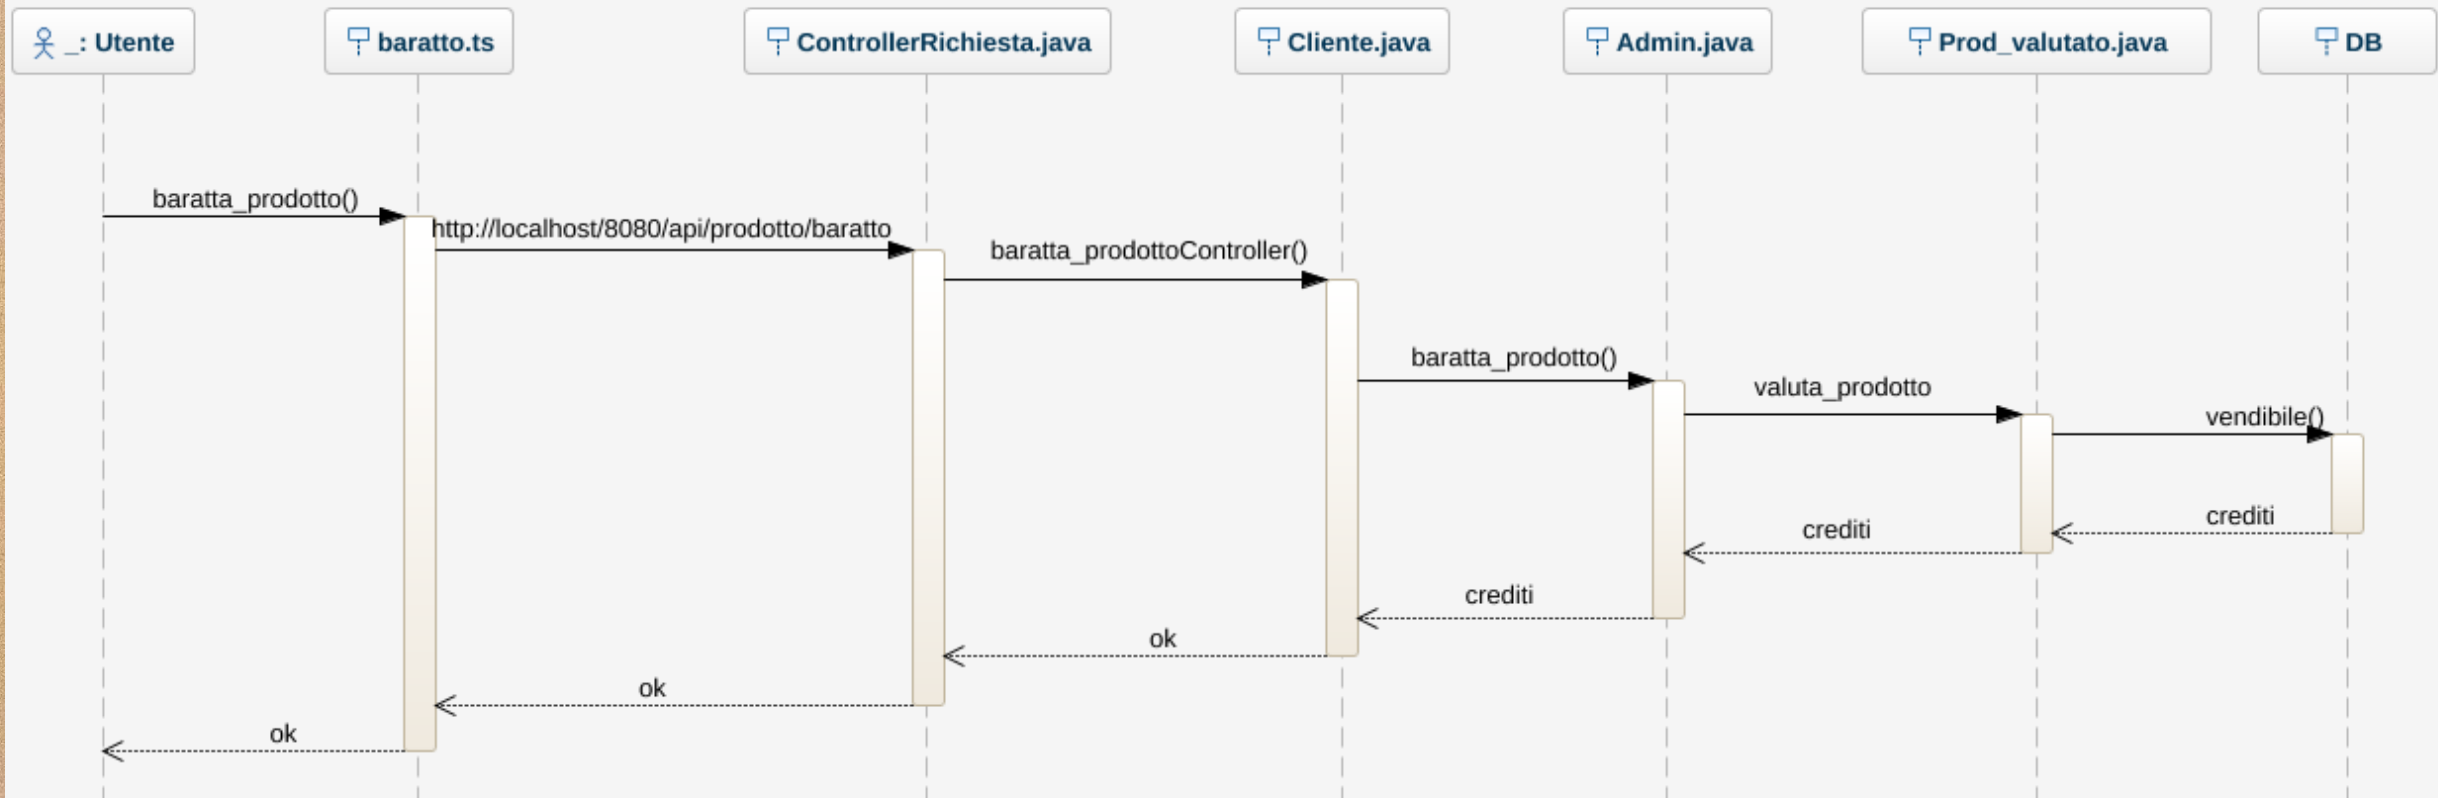 _: Utente
baratto.ts
ControllerRichiesta.java
Cliente.java
Admin.java
Prod_valutato.java
DB
baratta_prodotto()
http://localhost/8080/api/prodotto/baratto
baratta_prodottoController()
baratta_prodotto()
valuta_prodotto
vendibile()
crediti
crediti
crediti
ok
ok
ok